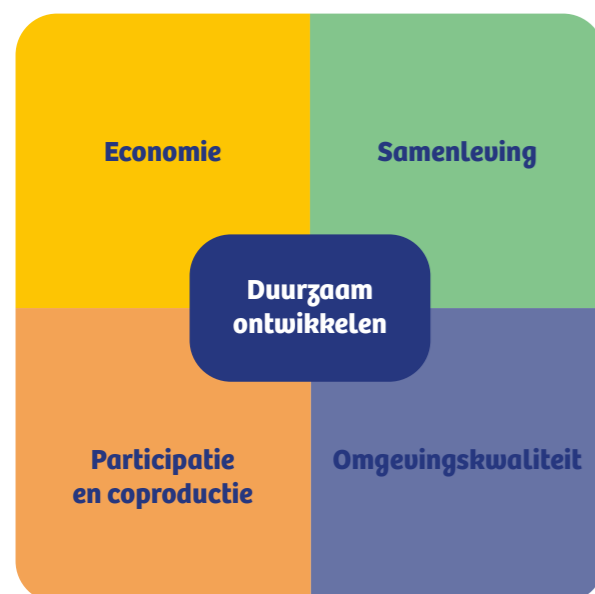 Economie
Samenleving
Duurzaam
ontwikkelen
Participatie
en coproductie
Omgevingskwaliteit